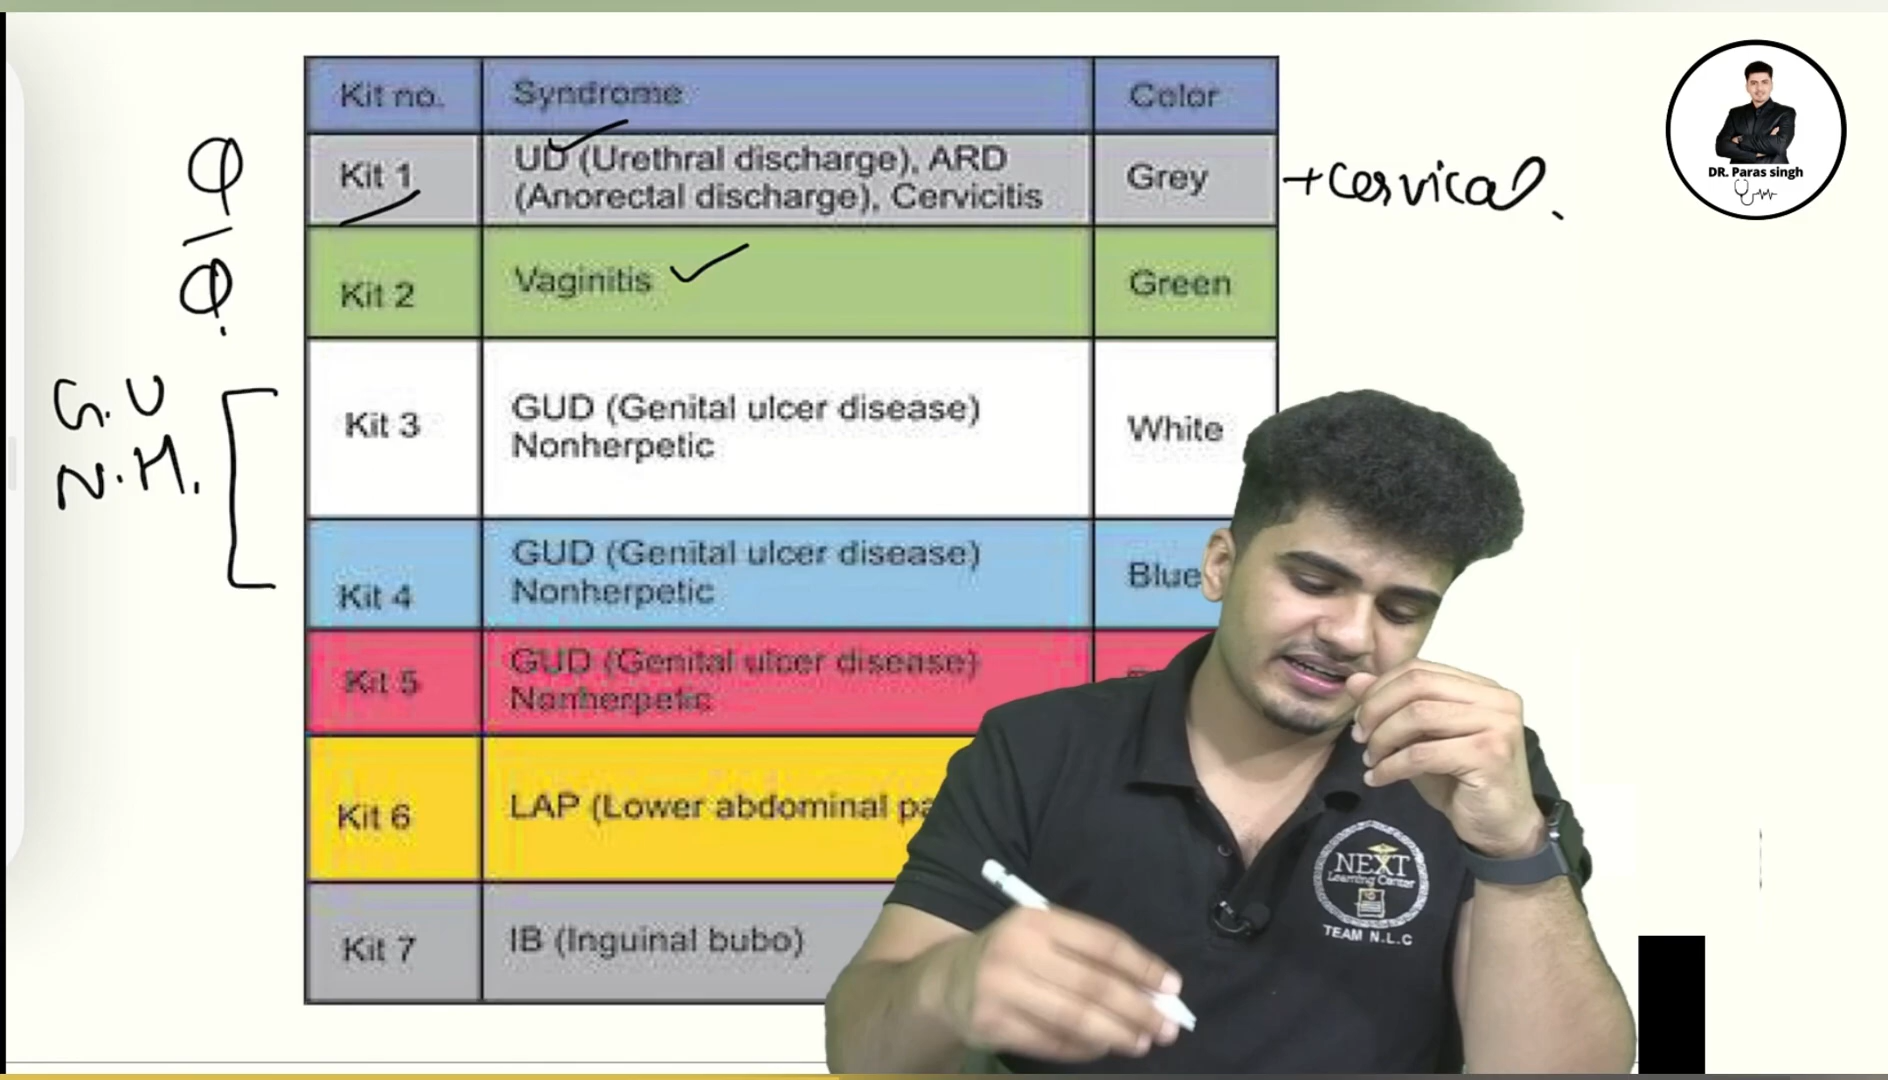 Kit no. Syndrome Color
Kit 1 UD (Urethral discharge), ARD
(Anorectal discharge), Cervicitis Grey
+Cervical.
Kit 2 Vaginitis Green
G.U
N.H.
Kit 3 GUD (Genital ulcer disease)
Nonherpetic White
Kit 4 GUD (Genital ulcer disease)
Nonherpetic Blue
Kit 5 GUD (Genital ulcer disease)
Nonherpetic
Kit 6 LAP (Lower abdominal
Kit 7 IB (Inguinal bubo)
DR. Paras singh
NEXT
Learning Center
TEAM N.L.C